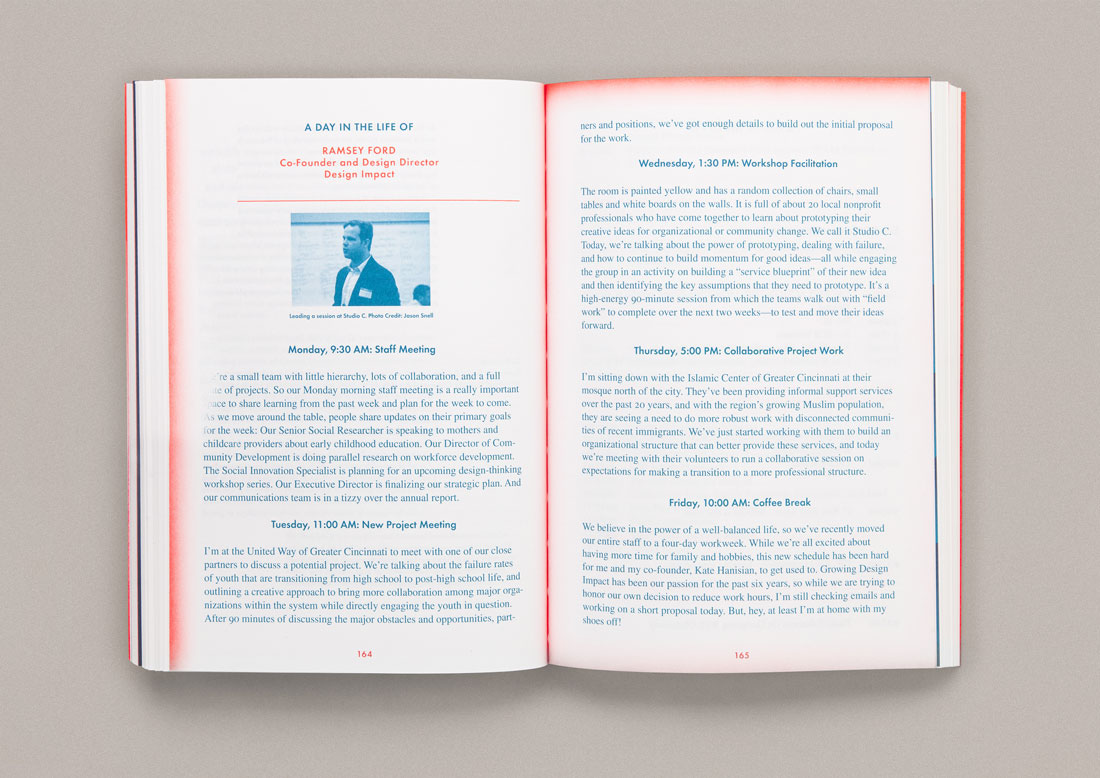 A DAY IN THE LIFE OF
RAMSEY FORD
Co-Founder and Design Director
Design Impact
Leading a session at Studio C. Photo Credit: Jason Snell
Monday, 9:30 AM: Staff Meeting
're a small team with little hierarchy, lots of collaboration, and a full
of projects. So our Monday morning staff meeting is a really important
to share learning from the past week and plan for the week to come.
As we move around the table, people share updates on their primary goals
for the week: Our Senior Social Researcher is speaking to mothers and
childcare providers about early childhood education. Our Director of Com-
munity Development is doing parallel research on workforce development.
The Social Innovation Specialist is planning for an upcoming design-thinking
workshop series. Our Executive Director is finalizing our strategic plan. And
our communications team is in a tizzy over the annual report.
Tuesday, 11:00 AM: New Project Meeting
I'm at the United Way of Greater Cincinnati to meet with one of our close
partners to discuss a potential project. We're talking about the failure rates
of youth that are transitioning from high school to post-high school life, and
outlining a creative approach to bring more collaboration among major orga-
nizations within the system while directly engaging the youth in question.
After 90 minutes of discussing the major obstacles and opportunities, part-
164
ners and positions, we've got enough details to build out the initial proposal
for the work.
Wednesday, 1:30 PM: Workshop Facilitation
The room is painted yellow and has a random collection of chairs, small
tables and white boards on the walls. It is full of about 20 local nonprofit
professionals who have come together to learn about prototyping their
creative ideas for organizational or community change. We call it Studio C.
Today, we're talking about the power of prototyping, dealing with failure,
and how to continue to build momentum for good ideas—all while engaging
the group in an activity on building a "service blueprint" of their new idea
and then identifying the key assumptions that they need to prototype. It's a
high-energy 90-minute session from which the teams walk out with "field
work" to complete over the next two weeks—to test and move their ideas
forward.
Thursday, 5:00 PM: Collaborative Project Work
I'm sitting down with the Islamic Center of Greater Cincinnati at their
mosque north of the city. They've been providing informal support services
over the past 20 years, and with the region's growing Muslim population,
they are seeing a need to do more robust work with disconnected communi-
ties of recent immigrants. We've just started working with them to build an
organizational structure that can better provide these services, and today
we're meeting with their volunteers to run a collaborative session on
expectations for making a transition to a more professional structure.
Friday, 10:00 AM: Coffee Break
We believe in the power of a well-balanced life, so we've recently moved
our entire staff to a four-day workweek. While we're all excited about
having more time for family and hobbies, this new schedule has been hard
for me and my co-founder, Kate Hanisian, to get used to. Growing Design
Impact has been our passion for the past six years, so while we are trying to
honor our own decision to reduce work hours, I'm still checking emails and
working on a short proposal today. But, hey, at least I'm at home with my
shoes off!
165